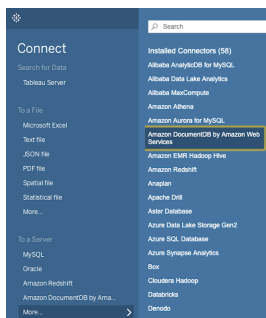 Connect
Search for Data
Tableau Server
To a File
Microsoft Excel
Text file
JSON file
PDF file
Spatial file
Statistical file
More...
To a Server
MySQL
Oracle
Amazon Redshift
Amazon DocumentDB by Ama...
More...
Search
Installed Connectors (58)
Alibaba AnalyticDB for MySQL
Alibaba Data Lake Analytics
Alibaba MaxCompute
Amazon Athena
Amazon Aurora for MySQL
Amazon DocumentDB by Amazon Web
Services
Amazon EMR Hadoop Hive
Amazon Redshift
Anaplan
Apache Drill
Aster Database
Azure Data Lake Storage Gen2
Azure SQL Database
Azure Synapse Analytics
Box
Cloudera Hadoop
Databricks
Denodo